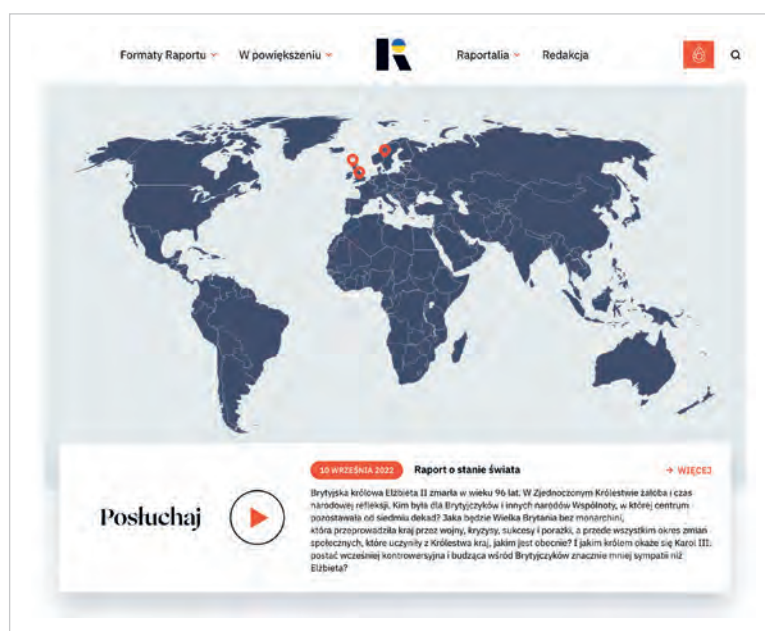 Formaty Raportu W powiększeniu R Raportalia Redakcja
10 WRZEŚNIA 2022 Raport o stanie świata → WIĘCEJ
Posłuchaj
Brytyjska królowa Elżbieta II zmarła w wieku 96 lat. W Zjednoczonym Królestwie żałoba i czas
narodowej refleksji. Kim była dla Brytyjczyków i innych narodów Wspólnoty, w której centrum
pozostawała od siedmiu dekad? Jaka będzie Wielka Brytania bez monarchini,
która przeprowadziła kraj przez wojny, kryzysy, sukcesy i porażki, a przede wszystkim okres zmian
społecznych, które uczyniły z Królestwa kraj, jakim jest obecnie? I jakim królem okaże się Karol III:
postać wcześniej kontrowersyjna i budząca wśród Brytyjczyków znacznie mniej sympatii niż
Elżbieta?